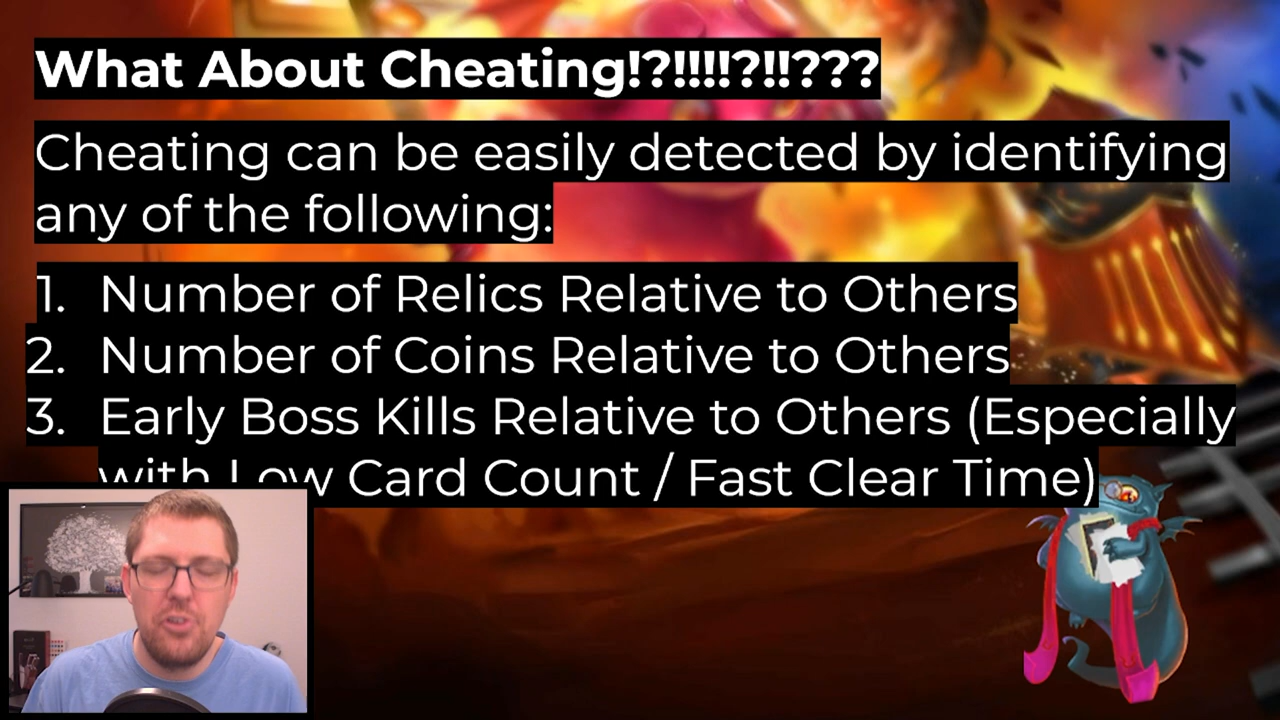 What About Cheating!?!!!!?!!???
Cheating can be easily detected by identifying
any of the following:
1. Number of Relics Relative to Others
2. Number of Coins Relative to Others
3. Early Boss Kills Relative to Others (Especially
with Low Card Count / Fast Clear Time)